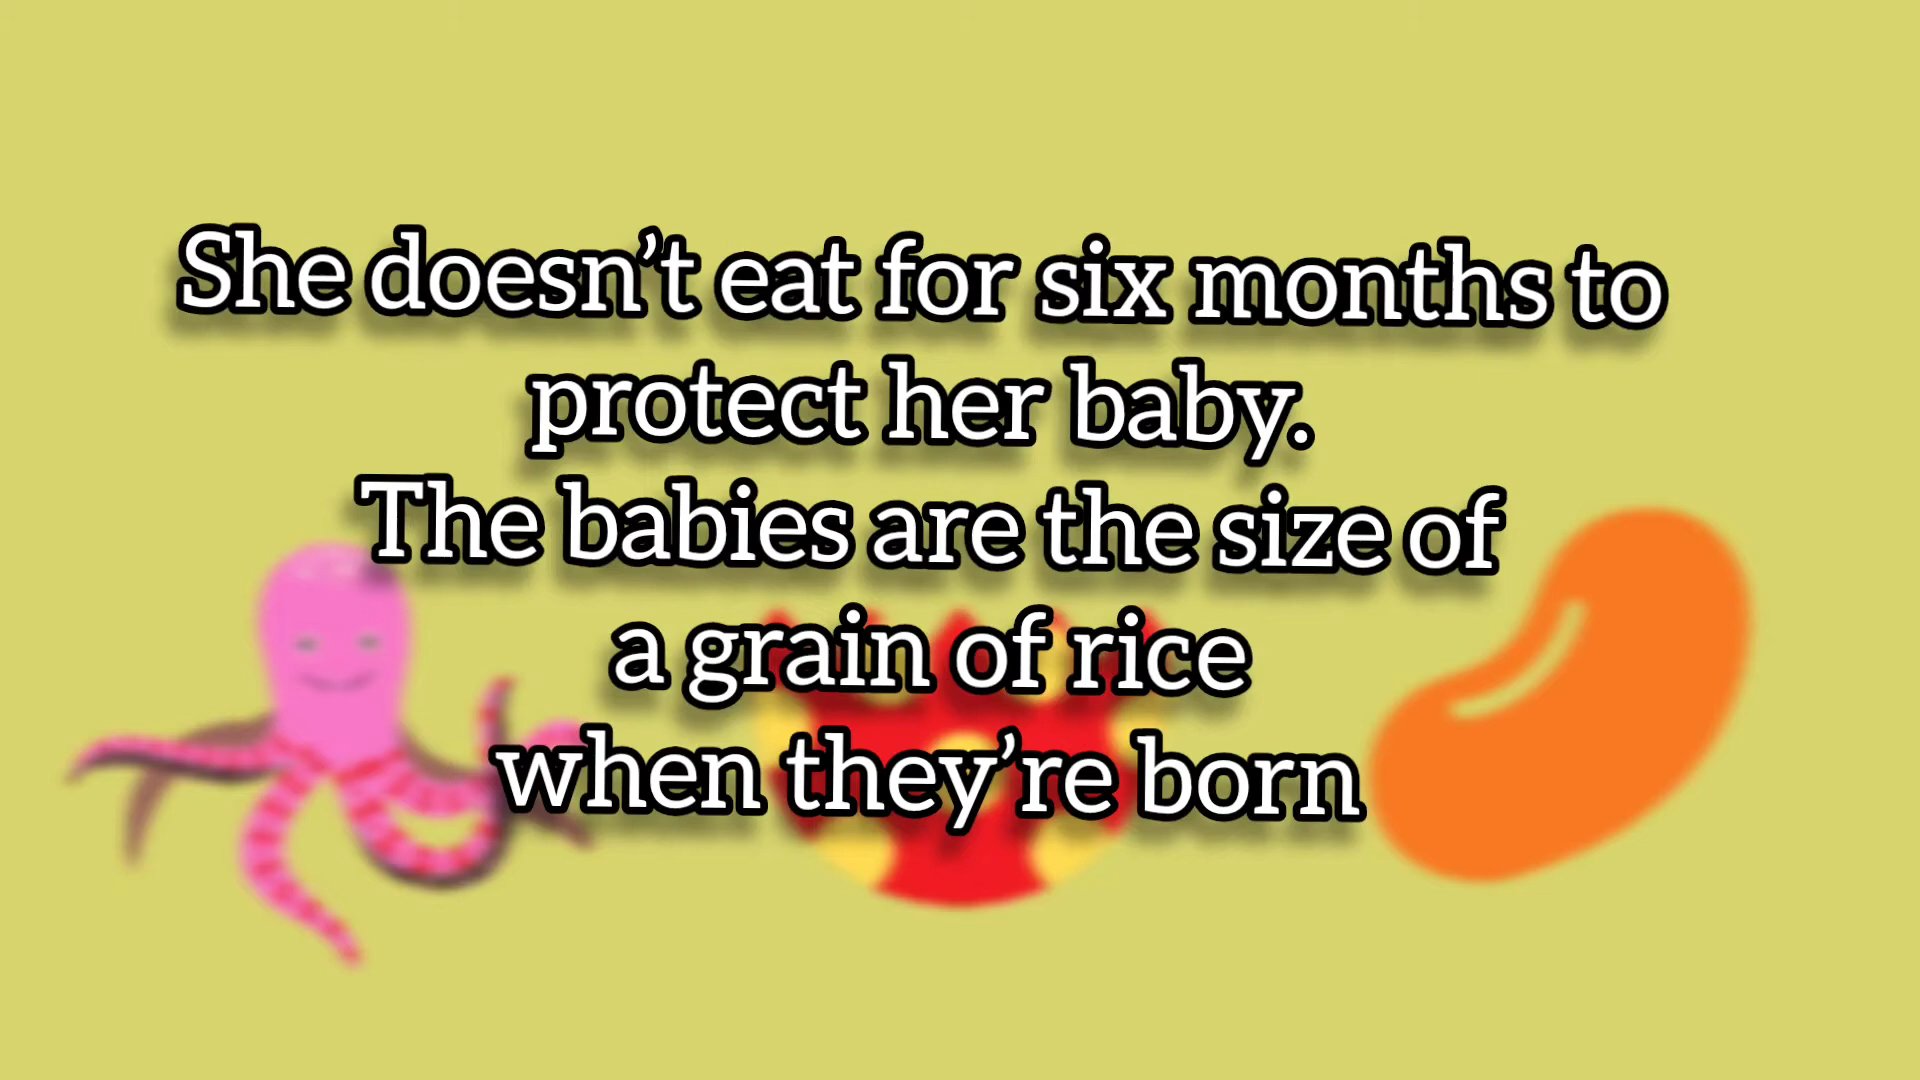 She doesn’t eat for six months to
protect her baby.
The babies are the size of
a grain of rice
when they’re born